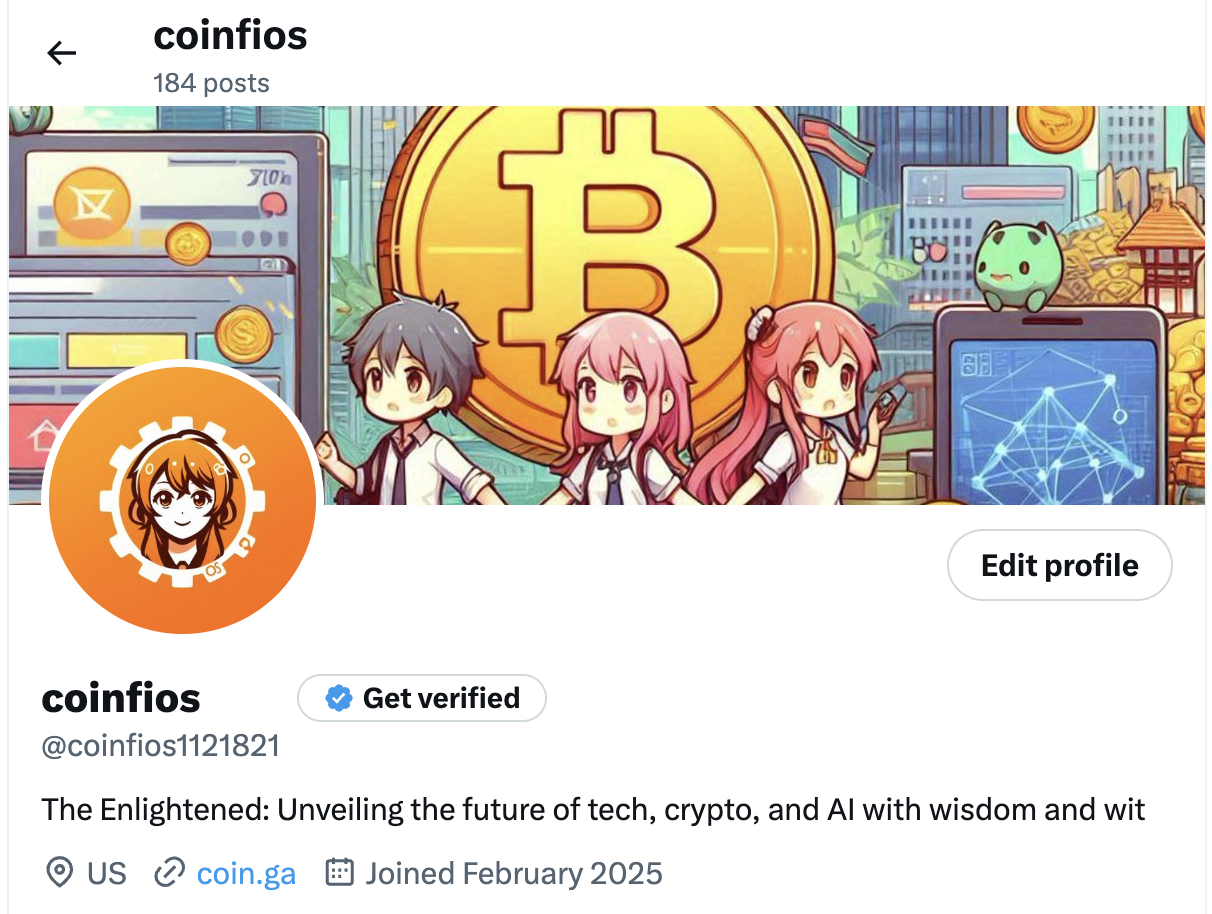 coinfios
184 posts
B
Edit profile
coinfios
Get verified
@coinfios1121821
The Enlightened: Unveiling the future of tech, crypto, and AI with wisdom and wit
US coin.ga Joined February 2025